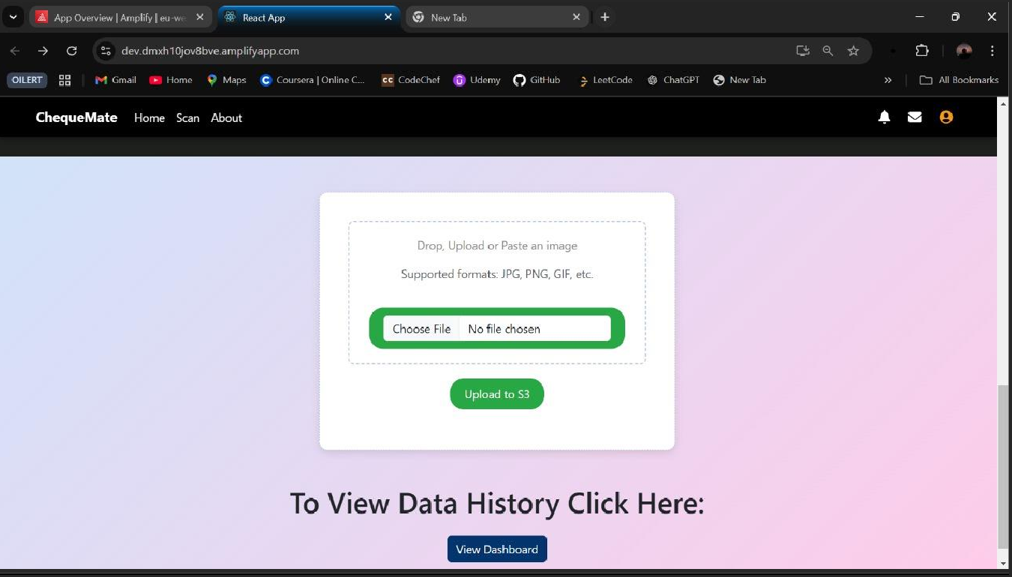 App Overview | Amplify | eu-we
React App
New Tab
dev.dmxh10jov8bve.amplifyapp.com
OILERT
Gmail
Home
Maps
Coursera | Online C...
CC CodeChef
Udemy
GitHub
LeetCode
ChatGPT
New Tab
»
All Bookmarks
ChequeMate Home Scan About
Drop, Upload or Paste an image
Supported formats: JPG, PNG, GIF, etc.
Choose File No file chosen
Upload to S3
To View Data History Click Here:
View Dashboard